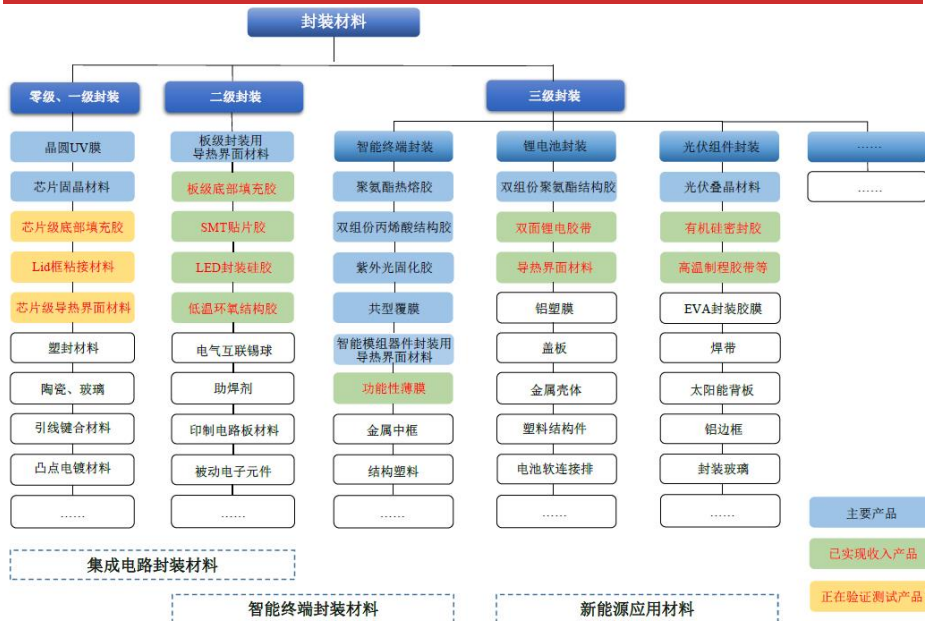 封装材料
零级、一级封装
二级封装
三级封装
晶圆UV膜
芯片固晶材料
芯片级底部填充胶
Lid框粘接材料
芯片级导热界面材料
塑封材料
陶瓷、玻璃
引线键合材料
凸点电镀材料
......
板级封装用
导热界面材料
板级底部填充胶
SMT贴片胶
LED封装硅胶
低温环氧结构胶
电气互联锡球
助焊剂
印制电路板材料
被动电子元件
......
智能终端封装
聚氨酯热熔胶
双组份丙烯酸结构胶
紫外光固化胶
共型覆膜
智能模组器件封装用
导热界面材料
功能性薄膜
金属中框
结构塑料
......
锂电池封装
双组份聚氨酯结构胶
双面锂电胶带
导热界面材料
铝塑膜
盖板
金属壳体
塑料结构件
电池软连接排
......
光伏组件封装
光伏叠晶材料
有机硅密封胶
高温制程胶带等
EVA封装胶膜
焊带
太阳能背板
铝边框
封装玻璃
......
......
......
主要产品
已实现收入产品
正在验证测试产品
集成电路封装材料
智能终端封装材料
新能源应用材料